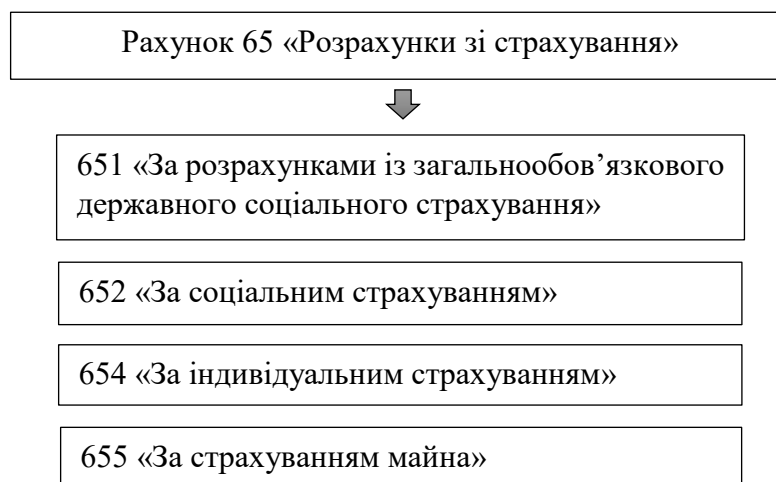 Рахунок 65 «Розрахунки зі страхування»
651 «За розрахунками із загальнообов’язкового
державного соціального страхування»
652 «За соціальним страхуванням»
654 «За індивідуальним страхуванням»
655 «За страхуванням майна»